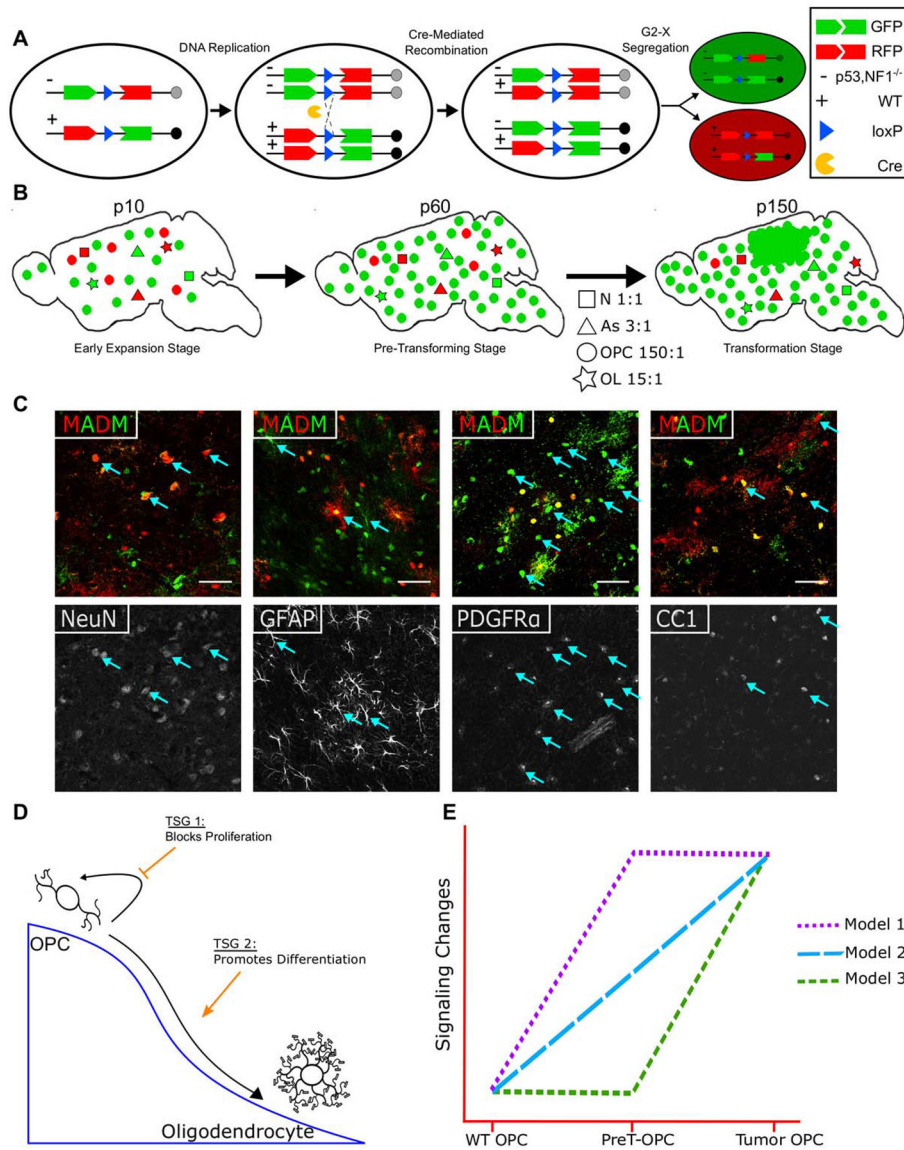 A
DNA Replication
Cre-Mediated
Recombination
G2-X
Segregation
GFP
RFP
- p53,NF1-/-
+ WT
loxP
Cre
-
+
-
-
+
+
-
+
-
+
-
-
+
+
B
p10
p60
p150
Early Expansion Stage
Pre-Transforming Stage
Transformation Stage
N 1:1
As 3:1
OPC 150:1
OL 15:1
C
MADM
MADM
MADM
MADM
NeuN
GFAP
PDGFRα
CC1
D
TSG 1:
Blocks Proliferation
TSG 2:
Promotes Differentiation
OPC
Oligodendrocyte
E
Signaling Changes
Model 1
Model 2
Model 3
WT OPC
PreT-OPC
Tumor OPC